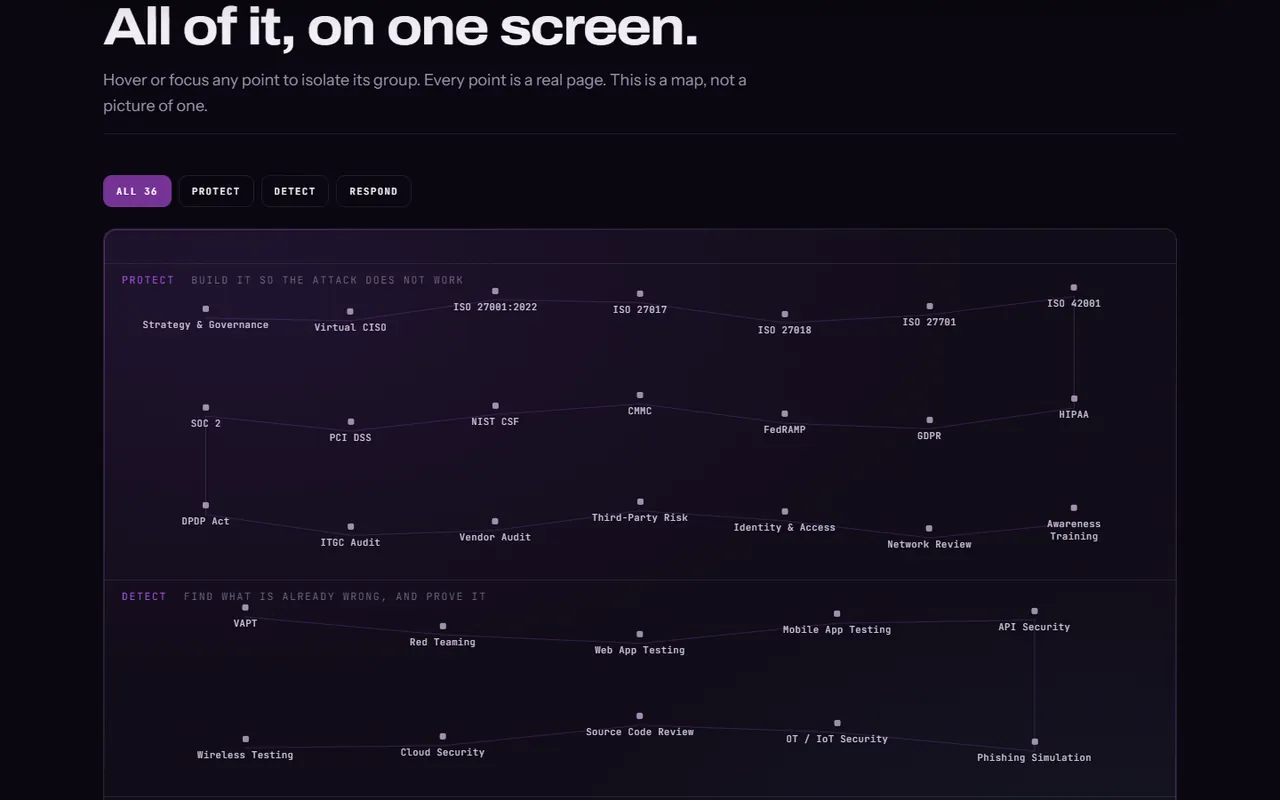 All of it, on one screen.
Hover or focus any point to isolate its group. Every point is a real page. This is a map, not a
picture of one.
ALL 36
PROTECT
DETECT
RESPOND
PROTECT BUILD IT SO THE ATTACK DOES NOT WORK
Strategy & Governance
Virtual CISO
ISO 27001:2022
ISO 27017
ISO 27018
ISO 27701
ISO 42001
SOC 2
PCI DSS
NIST CSF
CMMC
FedRAMP
GDPR
HIPAA
DPDP Act
ITGC Audit
Vendor Audit
Third-Party Risk
Identity & Access
Network Review
Awareness
Training
DETECT FIND WHAT IS ALREADY WRONG, AND PROVE IT
VAPT
Red Teaming
Web App Testing
Mobile App Testing
API Security
Wireless Testing
Cloud Security
Source Code Review
OT / IoT Security
Phishing Simulation